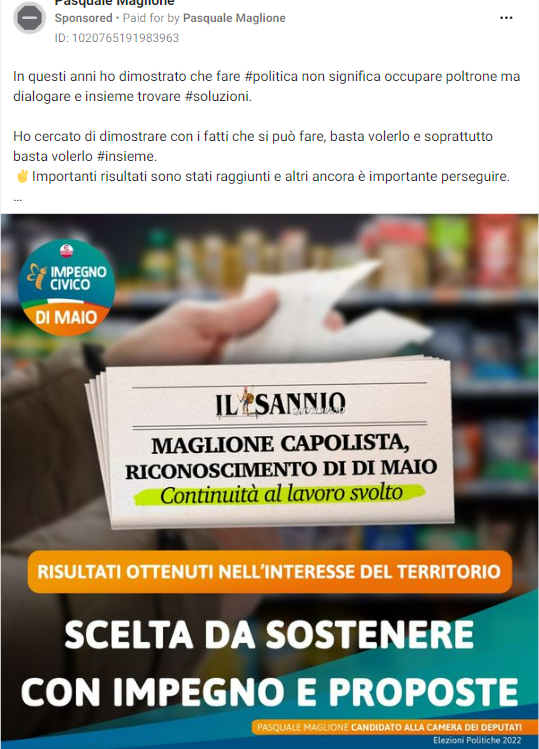 Pasquale Maglione
Sponsored • Paid for by Pasquale Maglione
ID: 1020765191983963
In questi anni ho dimostrato che fare #politica non significa occupare poltrone ma
dialogare e insieme trovare #soluzioni.
Ho cercato di dimostrare con i fatti che si può fare, basta volerlo e soprattutto
basta volerlo #insieme.
✌️Importanti risultati sono stati raggiunti e altri ancora è importante perseguire.
...
IMPEGNO
CIVICO
DI MAIO
IL SANNIO
MAGLIONE CAPOLISTA,
RICONOSCIMENTO DI DI MAIO
Continuità al lavoro svolto
RISULTATI OTTENUTI NELL'INTERESSE DEL TERRITORIO
SCELTA DA SOSTENERE
CON IMPEGNO E PROPOSTE
PASQUALE MAGLIONE CANDIDATO ALLA CAMERA DEI DEPUTATI
Elezioni Politiche 2022